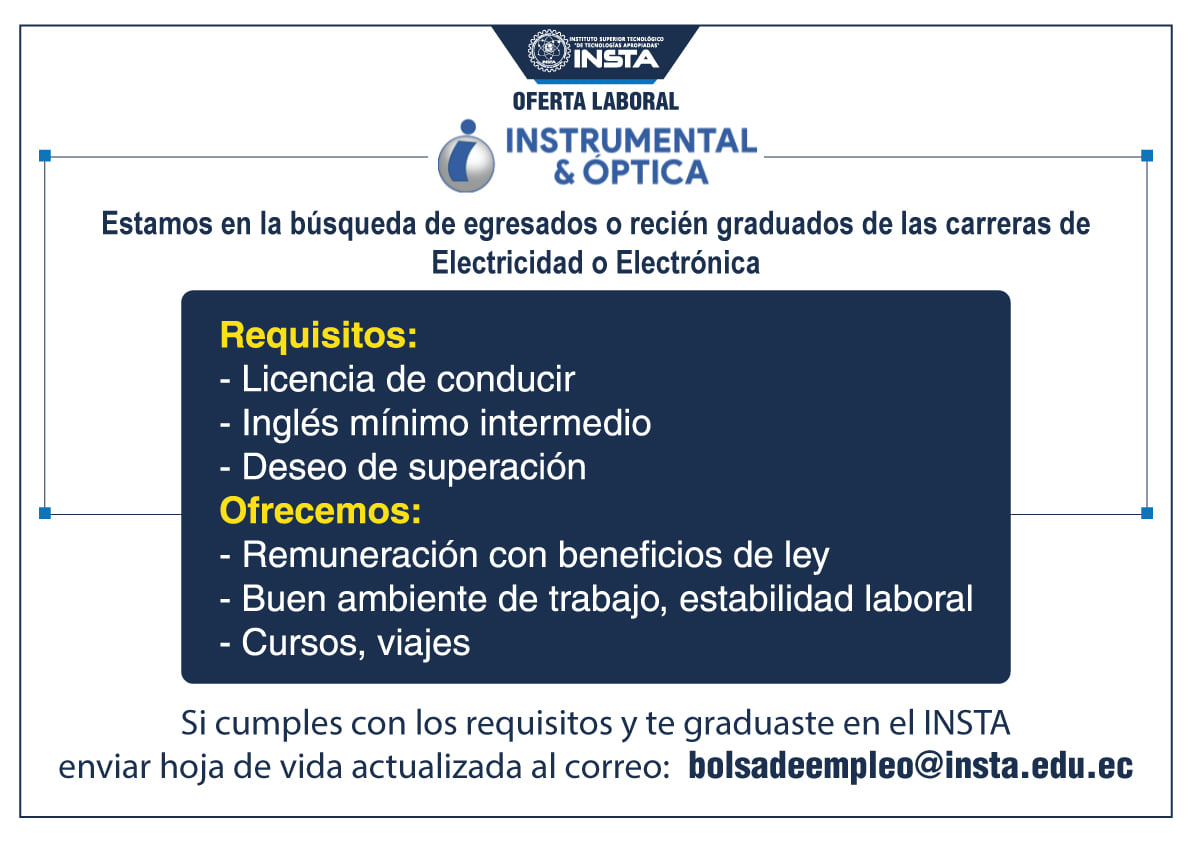 INSTITUTO SUPERIOR TECNOLÓGICO
"DE TECNOLOGÍAS APROPIADAS"
INSTA
OFERTA LABORAL
INSTRUMENTAL
& ÓPTICA
Estamos en la búsqueda de egresados o recién graduados de las carreras de
Electricidad o Electrónica
Requisitos:
- Licencia de conducir
- Inglés mínimo intermedio
- Deseo de superación
Ofrecemos:
- Remuneración con beneficios de ley
- Buen ambiente de trabajo, estabilidad laboral
- Cursos, viajes
Si cumples con los requisitos y te graduaste en el INSTA
enviar hoja de vida actualizada al correo: bolsadeempleo@insta.edu.ec